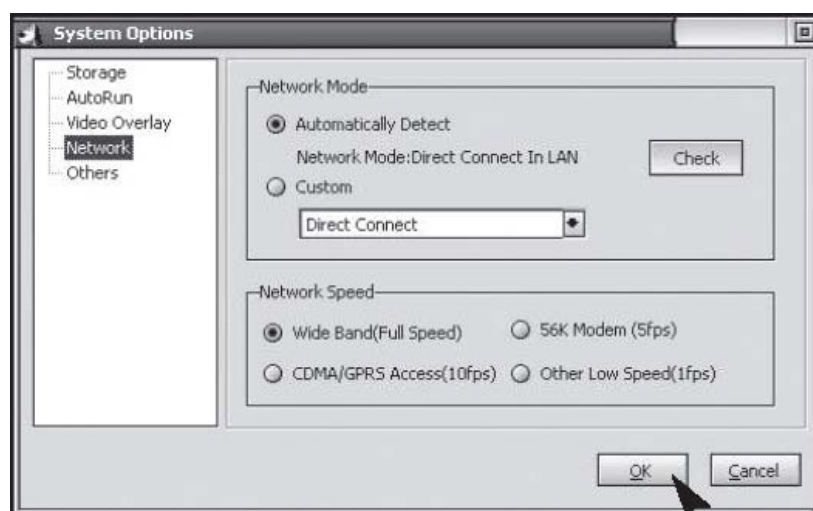 System Options
Storage
AutoRun
Video Overlay
Network
Others
Network Mode
Automatically Detect
Network Mode:Direct Connect In LAN
Check
Custom
Direct Connect
Network Speed
Wide Band(Full Speed)
56K Modem (5fps)
CDMA/GPRS Access(10fps)
Other Low Speed(1fps)
OK
Cancel